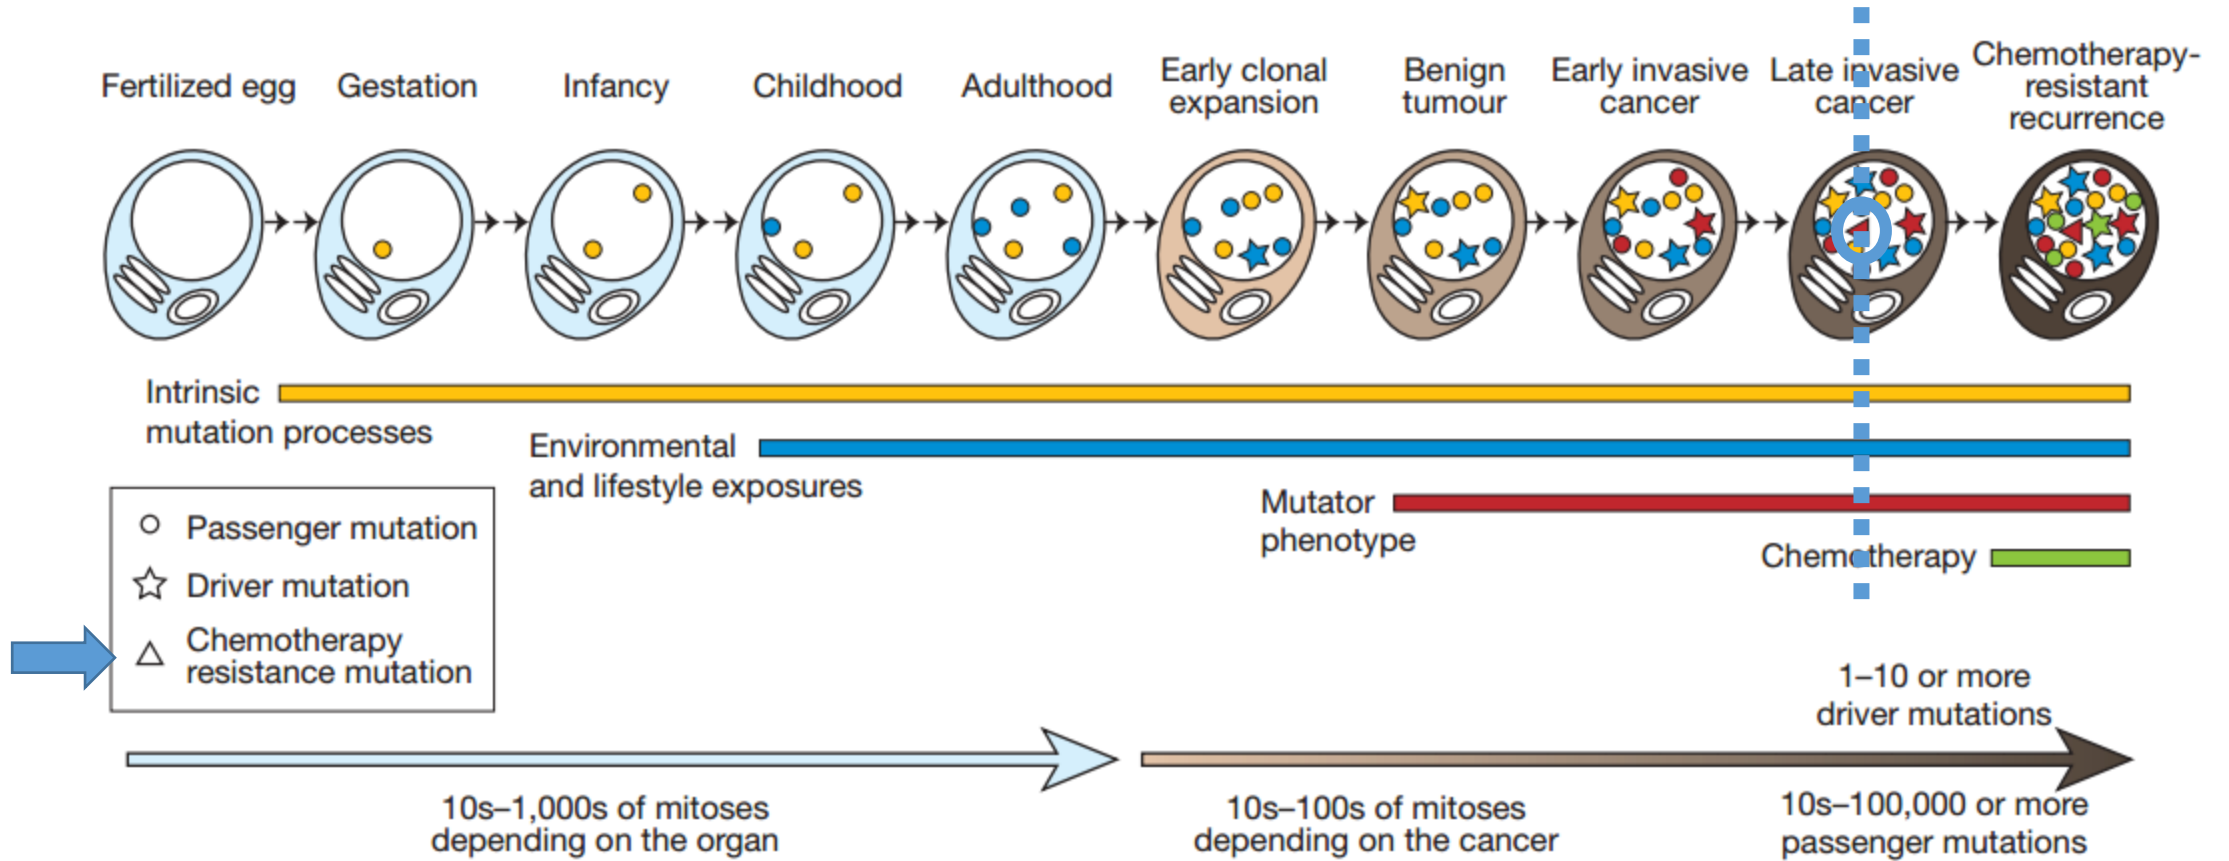 Fertilized egg
Gestation
Infancy
Childhood
Adulthood
Early clonal
expansion
Benign
tumour
Early invasive
cancer
Late invasive
cancer
Chemotherapy-
resistant
recurrence
Intrinsic
mutation processes
Environmental
and lifestyle exposures
Mutator
phenotype
Chemotherapy
Passenger mutation
Driver mutation
Chemotherapy
resistance mutation
1–10 or more
driver mutations
10s–1,000s of mitoses
depending on the organ
10s–100s of mitoses
depending on the cancer
10s–100,000 or more
passenger mutations